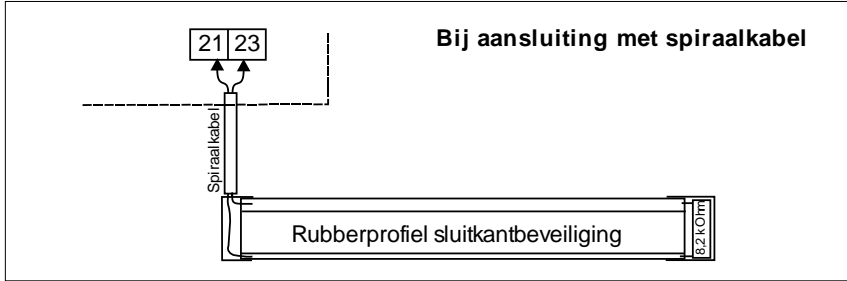 Bij aansluiting met spiraalkabel
21 23
Spiraalkabel
Rubberprofiel sluitkantbeveiliging
8,2 kOhm